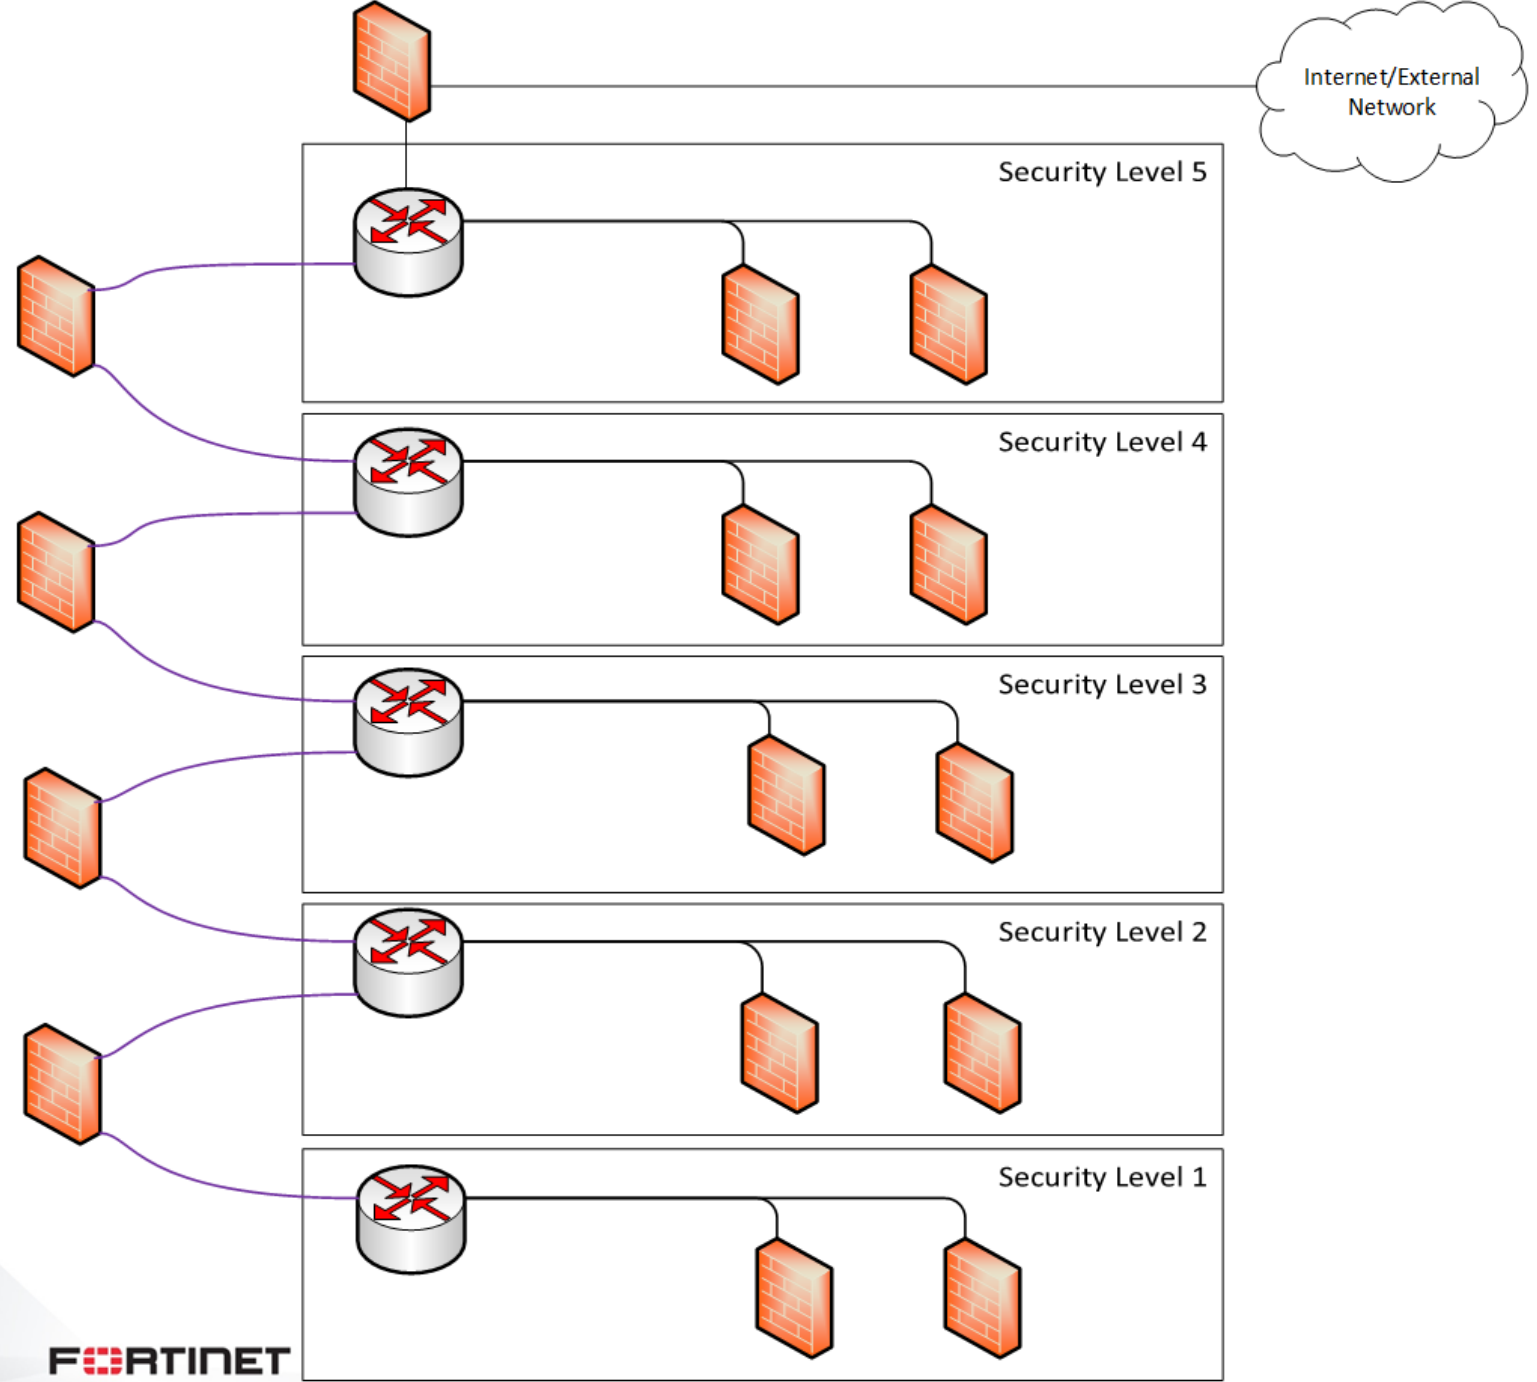 Internet/External
Network
Security Level 5
Security Level 4
Security Level 3
Security Level 2
Security Level 1
FORTINET